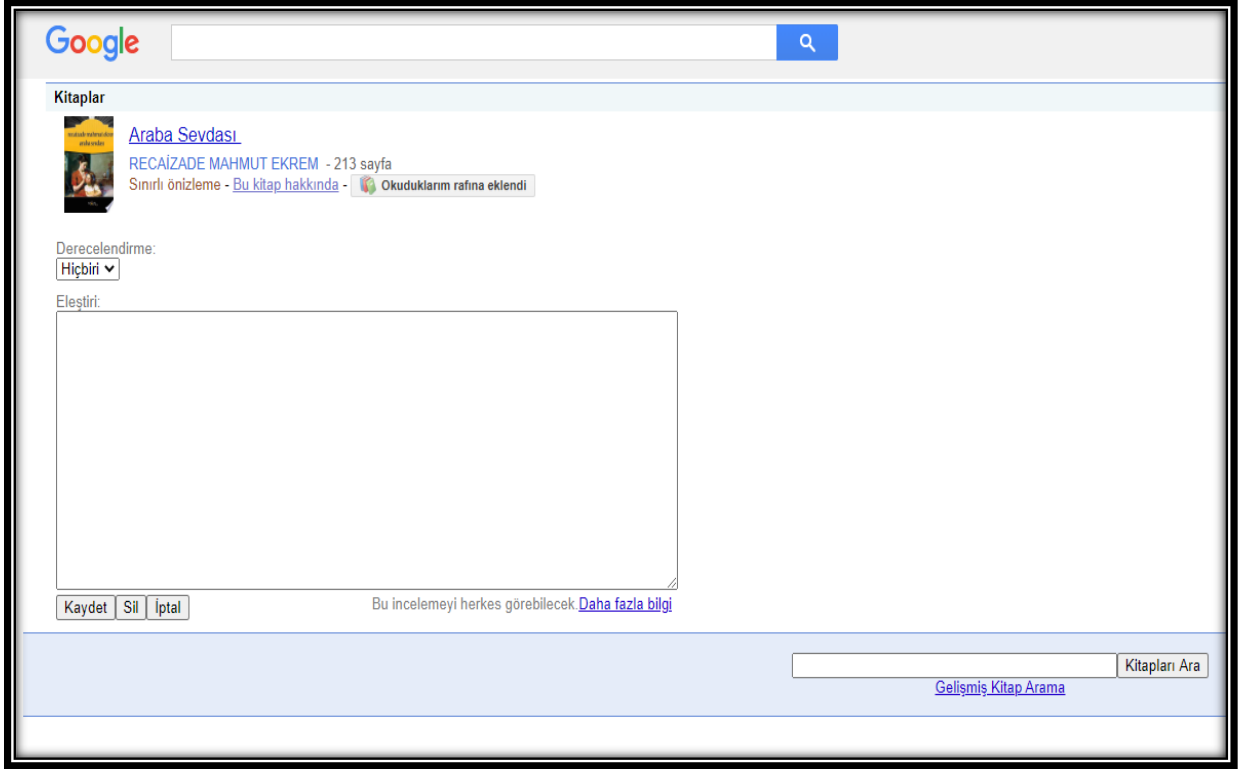 Google
Kitaplar
Araba Sevdası
RECAİZADE MAHMUT EKREM - 213 sayfa
Sınırlı önizleme - Bu kitap hakkında - Okuduklarım rafına eklendi
Derecelendirme:
Hiçbiri
Eleştiri:
Kaydet Sil İptal Bu incelemeyi herkes görebilecek.Daha fazla bilgi
Kitapları Ara
Gelişmiş Kitap Arama